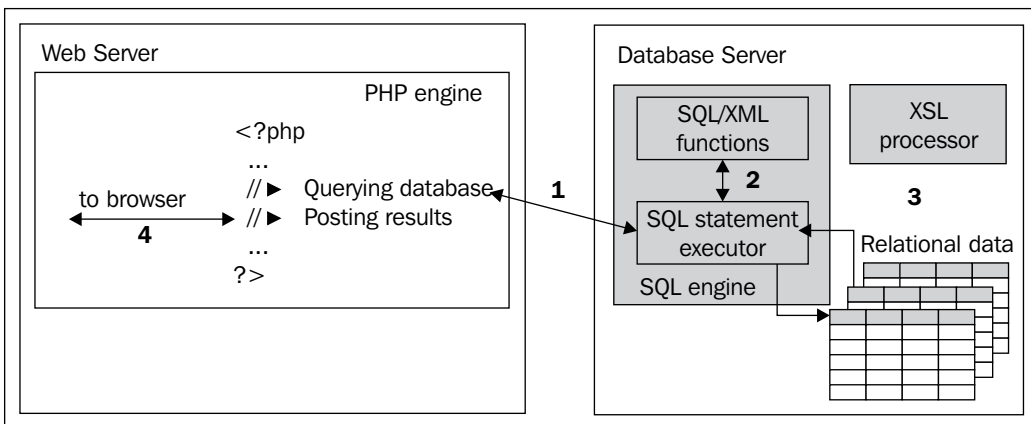 Web Server
PHP engine
<?php
...
// ► Querying database
// ► Posting results
...
?>
to browser
4
1
Database Server
SQL/XML
functions
2
SQL statement
executor
SQL engine
XSL
processor
3
Relational data